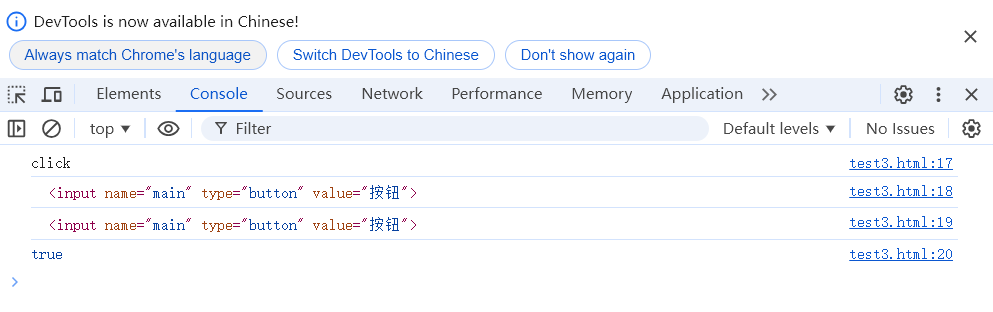 DevTools is now available in Chinese!
Always match Chrome's language Switch DevTools to Chinese Don't show again
Elements Console Sources Network Performance Memory Application
top Filter Default levels No Issues
click test3.html:17
<input name="main" type="button" value="按钮"> test3.html:18
<input name="main" type="button" value="按钮"> test3.html:19
true test3.html:20